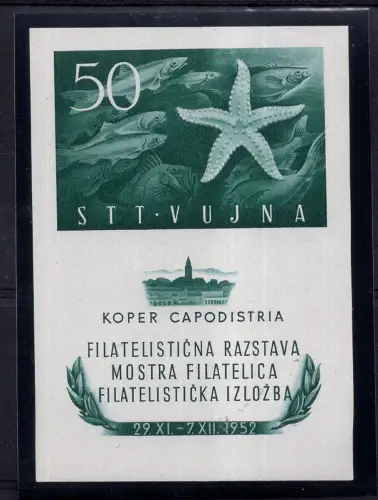 50
STT·VUJNA
KOPER CAPODISTRIA
FILATELISTIČNA RAZSTAVA
MOSTRA FILATELICA
FILATELISTIČKA IZLOŽBA
29. XI. - 7. XII. 1952